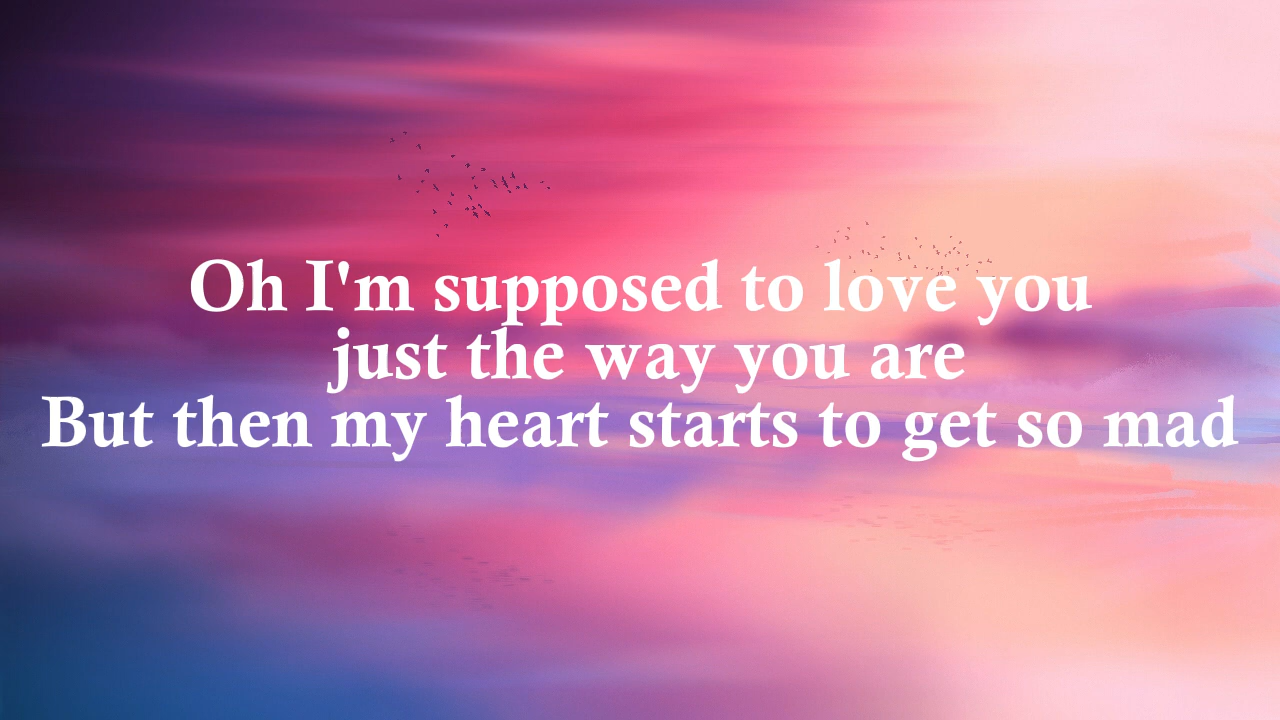 Oh I'm supposed to love you
just the way you are
But then my heart starts to get so mad